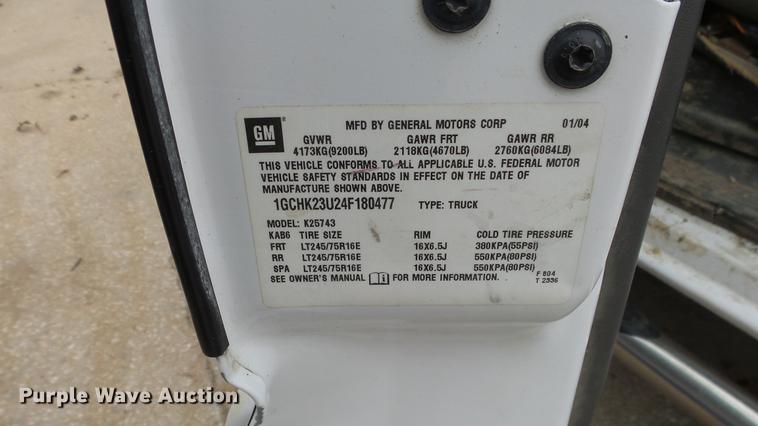 GM
MFD BY GENERAL MOTORS CORP 01/04
GVWR GAWR FRT GAWR RR
4173KG(9200LB) 2118KG(4670LB) 2760KG(6084LB)
THIS VEHICLE CONFORMS TO ALL APPLICABLE U.S. FEDERAL MOTOR
VEHICLE SAFETY STANDARDS IN EFFECT ON THE DATE OF
MANUFACTURE SHOWN ABOVE.
1GCHK23U24F180477 TYPE: TRUCK
MODEL: K25743
KAB6 TIRE SIZE RIM COLD TIRE PRESSURE
FRT LT245/75R16E 16X6.5J 380KPA(55PSI)
RR LT245/75R16E 16X6.5J 550KPA(80PSI)
SPA LT245/75R16E 16X6.5J 550KPA(80PSI)
SEE OWNER'S MANUAL FOR MORE INFORMATION.
F 804
T 2336
Purple Wave Auction